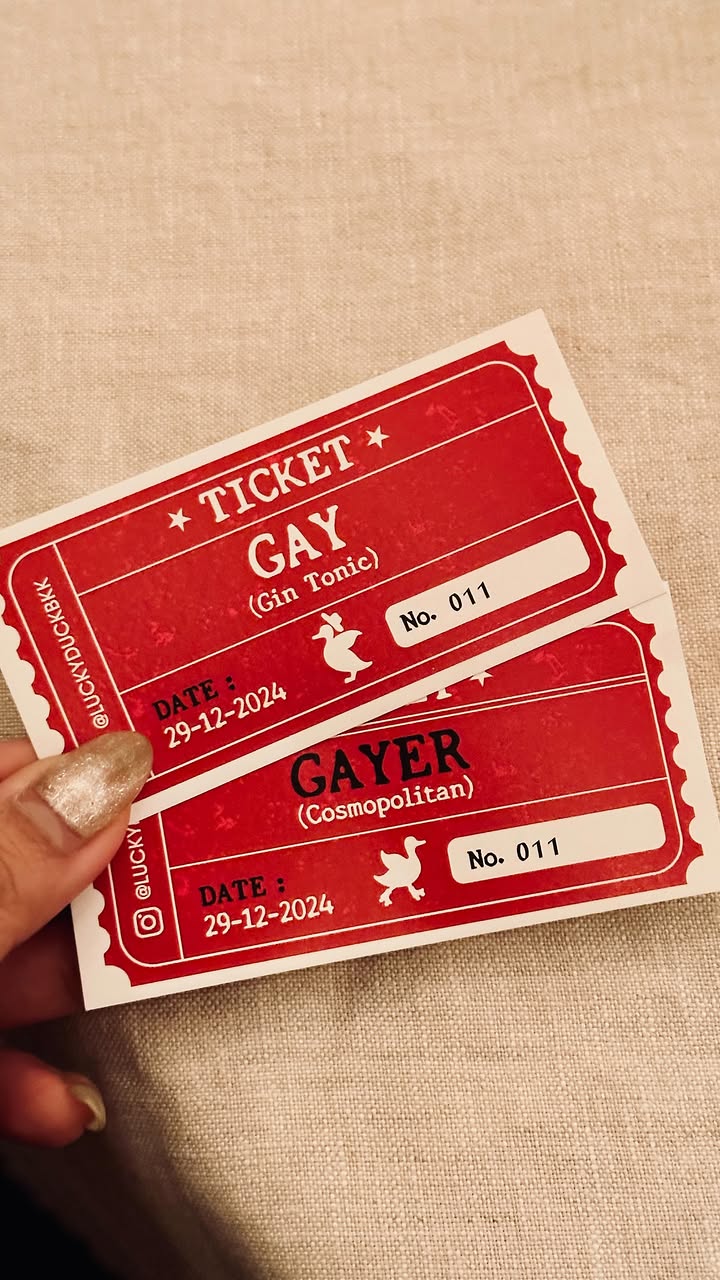 ★ TICKET ★
GAY
(Gin Tonic)
No. 011
DATE :
29-12-2024
@LUCKYDUCKBKK
GAYER
(Cosmopolitan)
No. 011
DATE :
29-12-2024
@LUCKY